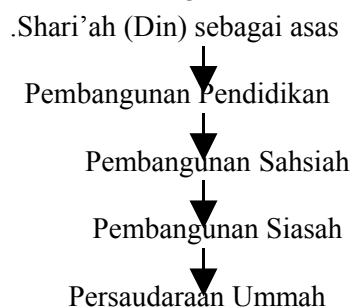 .Shari’ah (Din) sebagai asas
Pembangunan Pendidikan
Pembangunan Sahsiah
Pembangunan Siasah
Persaudaraan Ummah